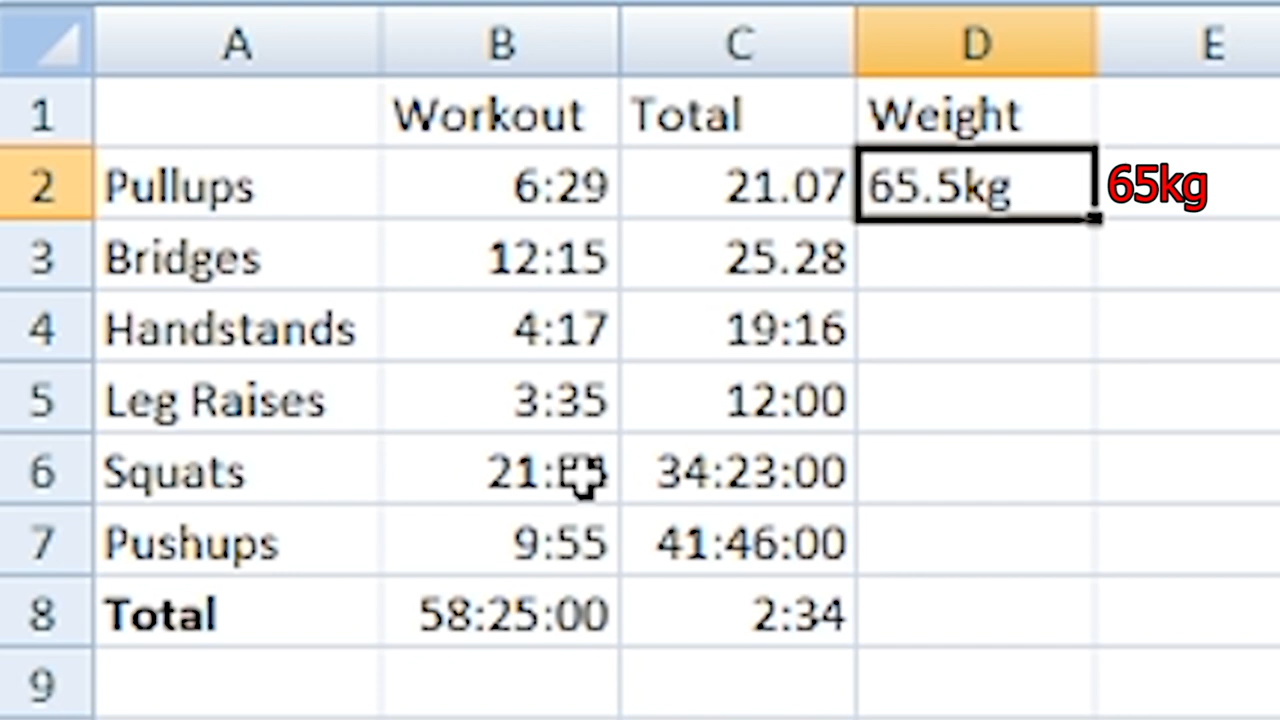 A B C D E
1 Workout Total Weight
2 Pullups 6:29 21.07 65.5kg 65kg
3 Bridges 12:15 25.28
4 Handstands 4:17 19:16
5 Leg Raises 3:35 12:00
6 Squats 34:23:00
7 Pushups 9:55 41:46:00
8 Total 58:25:00 2:34
9